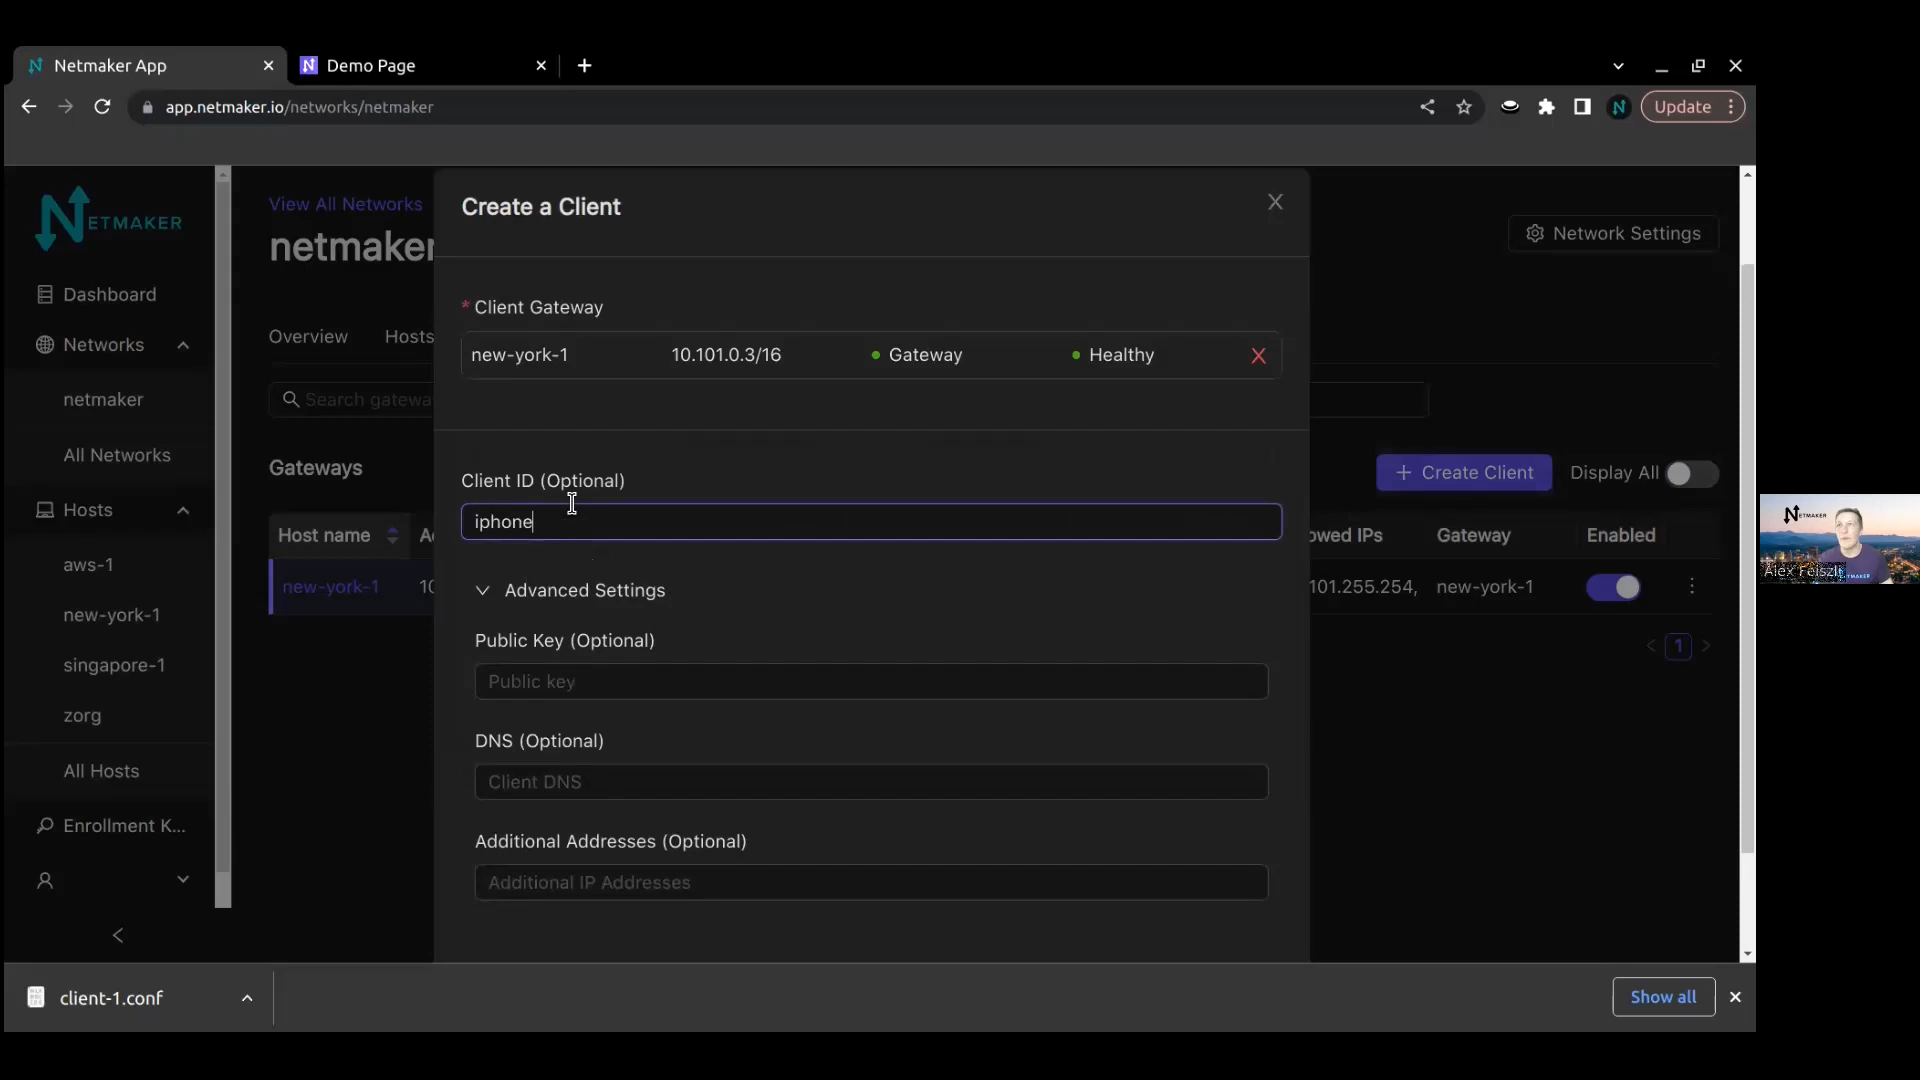 Netmaker App
Demo Page
app.netmaker.io/networks/netmaker
Update
NETMAKER
Dashboard
Networks
netmaker
All Networks
Hosts
aws-1
new-york-1
singapore-1
zorg
All Hosts
Enrollment K...
View All Networks
netmaker
Network Settings
Overview
Hosts
Search gatewa
Gateways
Create Client
Display All
Host name
owed IPs
Gateway
Enabled
new-york-1
10
101.255.254,
new-york-1
1
Create a Client
X
* Client Gateway
new-york-1
10.101.0.3/16
Gateway
Healthy
X
Client ID (Optional)
iphone
Advanced Settings
Public Key (Optional)
Public key
DNS (Optional)
Client DNS
Additional Addresses (Optional)
Additional IP Addresses
NETMAKER
Alex Feiszli
client-1.conf
Show all